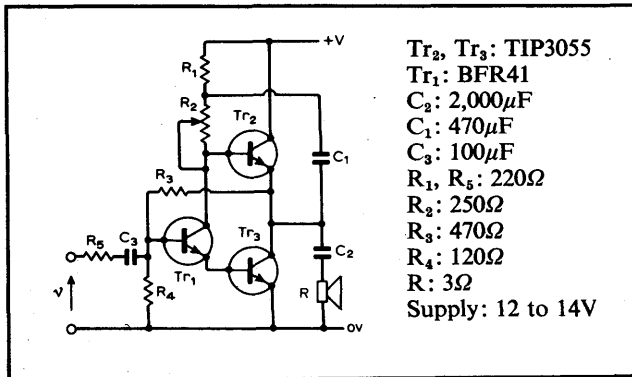 +V
R₁
R₂
Tr₂
C₁
R₃
R₅
C₃
Tr₁
Tr₃
C₂
R₄
R
v
0V
Tr₂, Tr₃: TIP3055
Tr₁: BFR41
C₂: 2,000μF
C₁: 470μF
C₃: 100μF
R₁, R₅: 220Ω
R₂: 250Ω
R₃: 470Ω
R₄: 120Ω
R: 3Ω
Supply: 12 to 14V